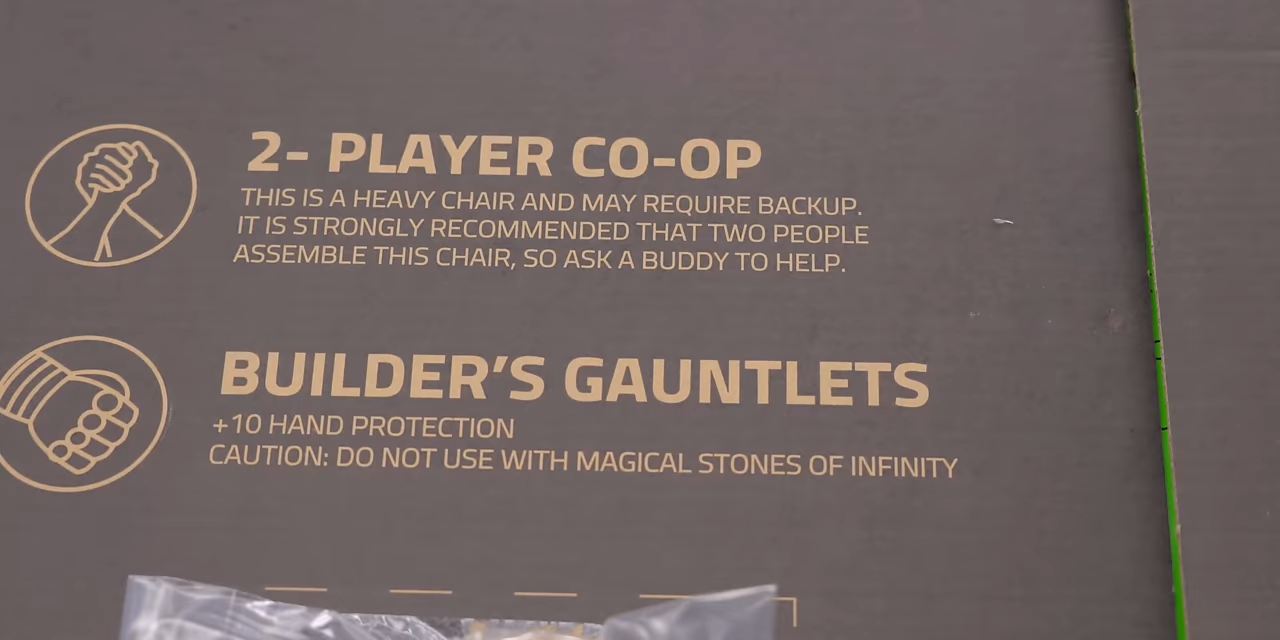 2- PLAYER CO-OP
THIS IS A HEAVY CHAIR AND MAY REQUIRE BACKUP.
IT IS STRONGLY RECOMMENDED THAT TWO PEOPLE
ASSEMBLE THIS CHAIR, SO ASK A BUDDY TO HELP.
BUILDER'S GAUNTLETS
+10 HAND PROTECTION
CAUTION: DO NOT USE WITH MAGICAL STONES OF INFINITY